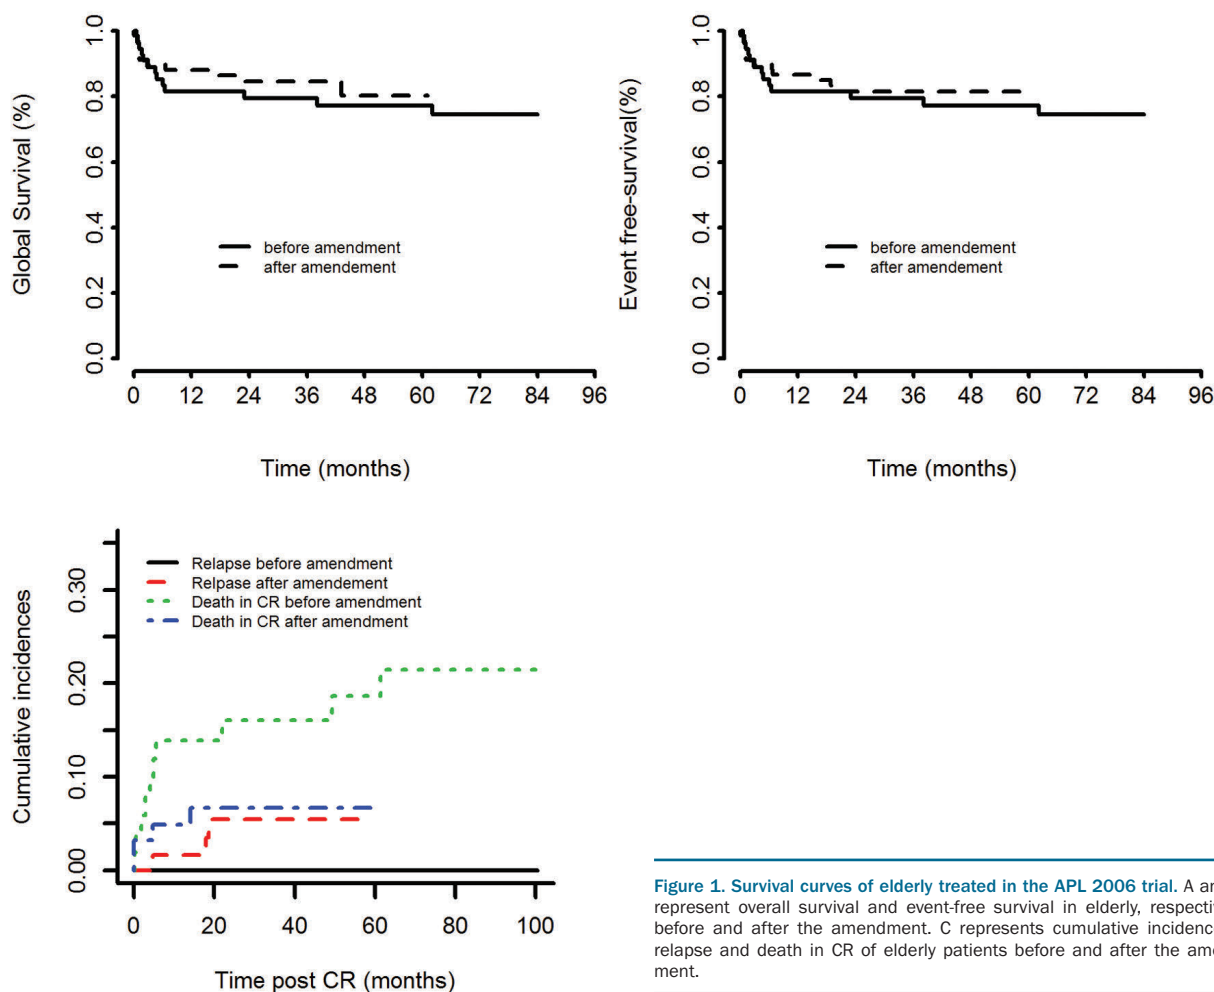 Global Survival (%)
1.0
0.8
0.6
0.4
0.2
0.0
before amendment
after amendement
0 12 24 36 48 60 72 84 96
Time (months)
Event free-survival(%)
1.0
0.8
0.6
0.4
0.2
0.0
before amendement
after amendement
0 12 24 36 48 60 72 84 96
Time (months)
Cumulative incidences
0.30
0.20
0.10
0.00
Relapse before amendment
Relpase after amendement
Death in CR before amendment
Death in CR after amendment
0 20 40 60 80 100
Time post CR (months)
Figure 1. Survival curves of elderly treated in the APL 2006 trial. A
represent overall survival and event-free survival in elderly,
before and after the amendment. C represents cumulative
relapse and death in CR of elderly patients before and after the
ment.